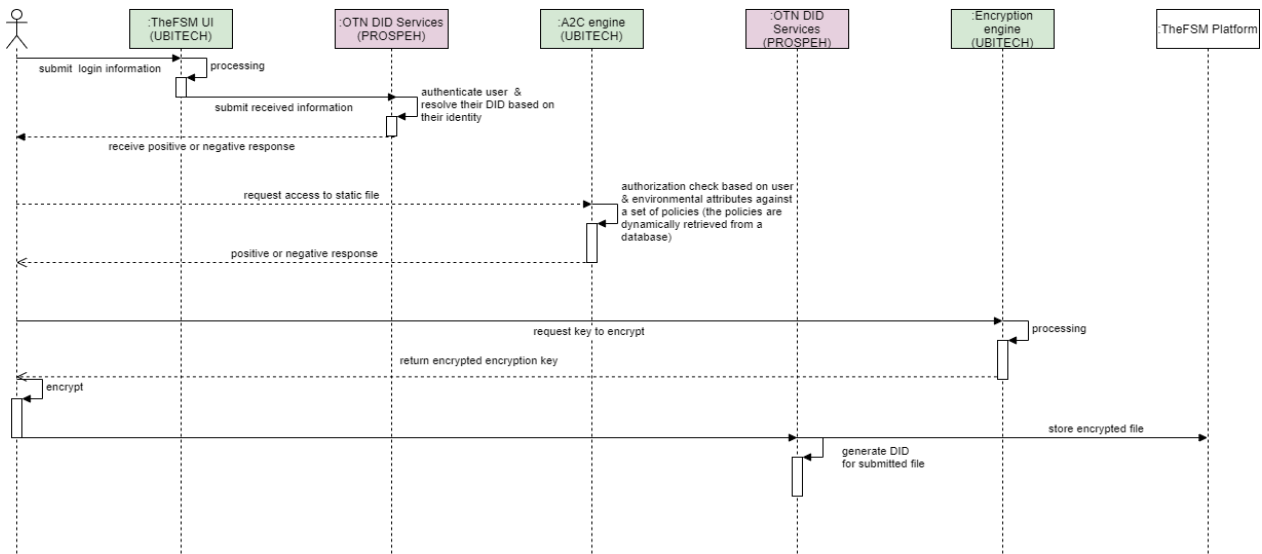 :TheFSM UI
(UBITECH)
:OTN DID Services
(PROSPEH)
:A2C engine
(UBITECH)
:OTN DID
Services
(PROSPEH)
:Encryption
engine
(UBITECH)
:TheFSM Platform
submit login information
processing
submit received information
authenticate user &
resolve their DID based on
their identity
receive positive or negative response
request access to static file
authorization check based on user
& environmental attributes against
a set of policies (the policies are
dynamically retrieved from a
database)
positive or negative response
request key to encrypt
processing
return encrypted encryption key
encrypt
store encrypted file
generate DID
for submitted file